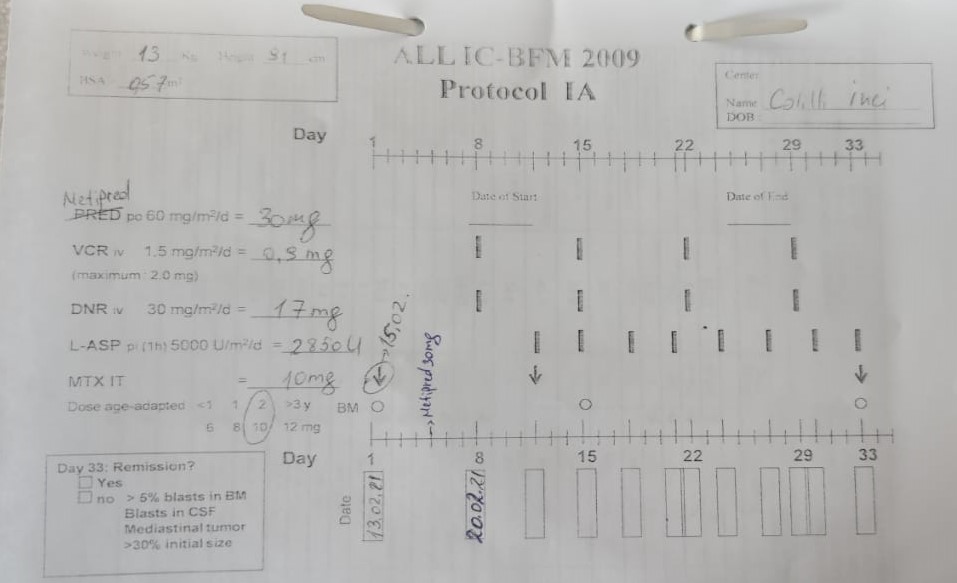 Weight 13 Kg Height 81 cm
BSA 0,57 m²
ALL IC-BFM 2009
Protocol IA
Center
Name
DOB
Day 1 8 15 22 29 33
Date of Start Date of End
Metipred
PRED po 60 mg/m²/d = 30mg
VCR iv 1,5 mg/m²/d = 0,8 mg
(maximum 2.0 mg)
DNR iv 30 mg/m²/d = 17mg
L-ASP pi (1h) 5000 U/m²/d = 2850U
→15.02.
→Metipred 30mg
MTX IT = 10mg
Dose age-adapted <1 1 2 >3 y BM
6 8 10 12 mg
Day 1 8 15 22 29 33
Day 33: Remission?
Yes
no > 5% blasts in BM
Blasts in CSF
Mediastinal tumor
>30% initial size
Date 13.02.21 20.02.21